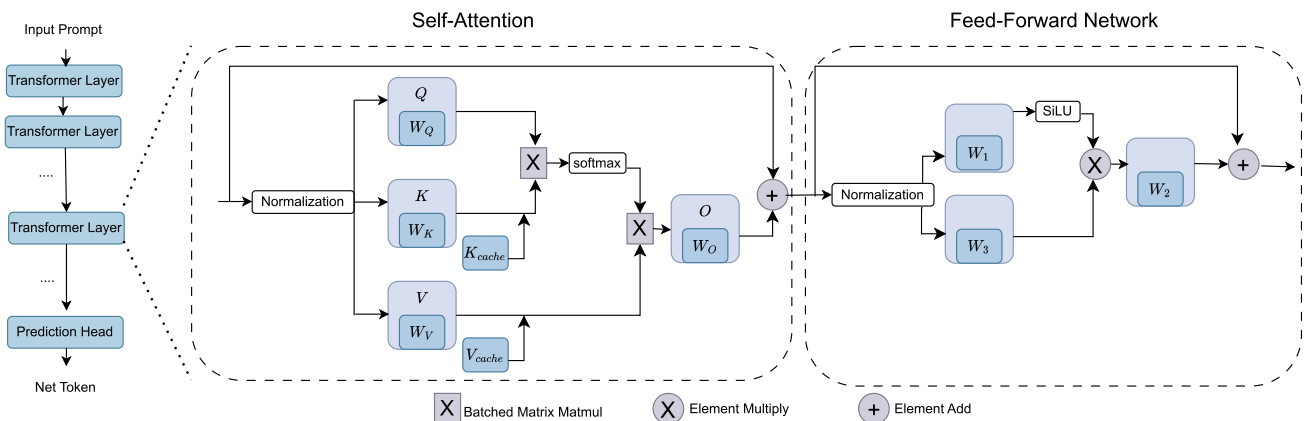 Self-Attention
Feed-Forward Network
Input Prompt
Transformer Layer
Transformer Layer
....
Transformer Layer
....
Prediction Head
Net Token
Normalization
Q
W_Q
K
W_K
K_cache
V
W_V
V_cache
X
softmax
X
O
W_O
+
Normalization
W_1
SiLU
W_3
X
W_2
+
X Batched Matrix Matmul
X Element Multiply
+ Element Add